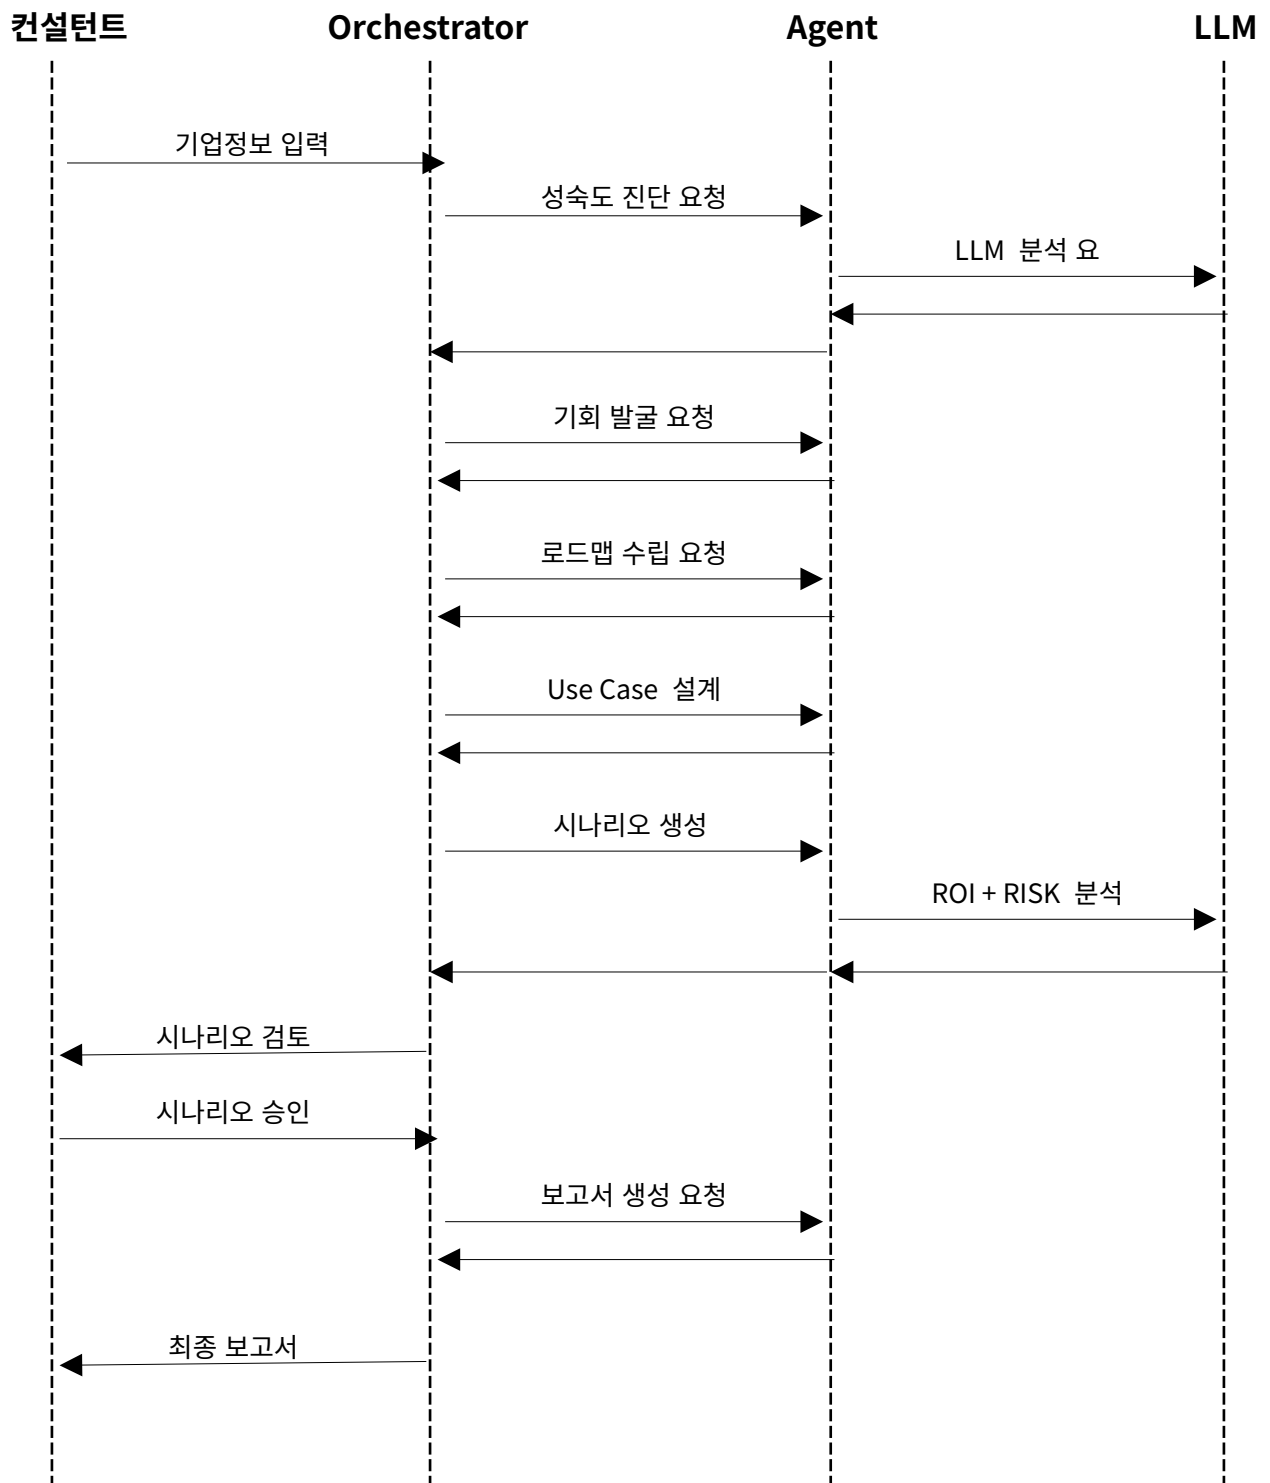 컨설턴트 Orchestrator Agent LLM
기업정보 입력
성숙도 진단 요청
LLM 분석 요
기회 발굴 요청
로드맵 수립 요청
Use Case 설계
시나리오 생성
ROI + RISK 분석
시나리오 검토
시나리오 승인
보고서 생성 요청
최종 보고서